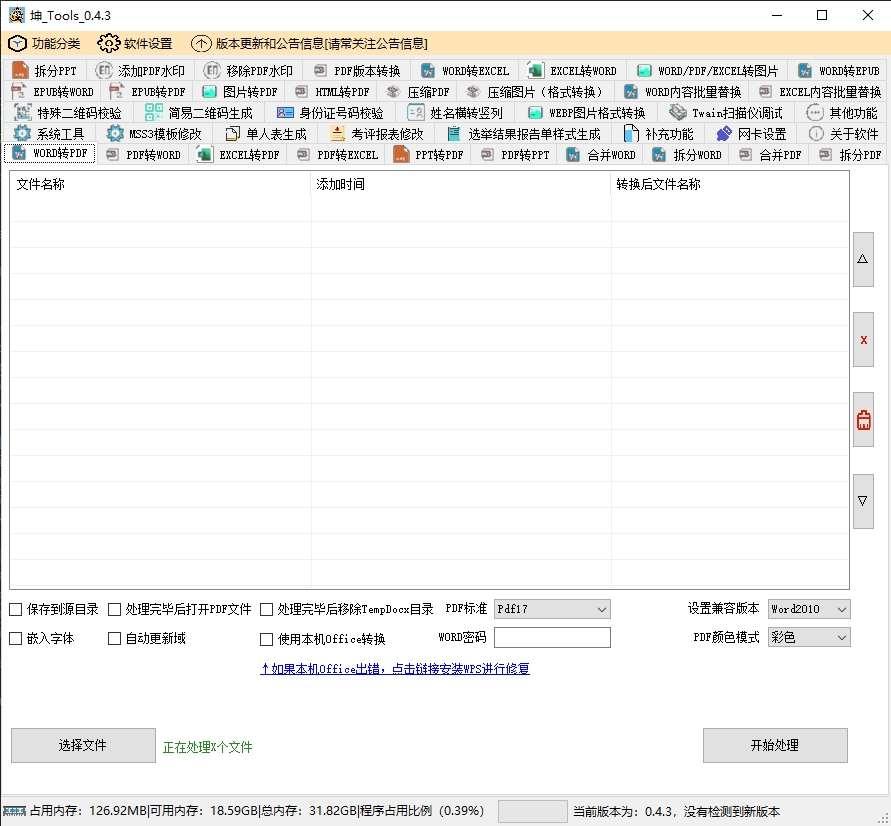 坤_Tools_0.4.3
功能分类 软件设置 版本更新和公告信息[请常关注公告信息]
拆分PPT 添加PDF水印 移除PDF水印 PDF版本转换 WORD转EXCEL EXCEL转WORD WORD/PDF/EXCEL转图片 WORD转EPUB
EPUB转WORD EPUB转PDF 图片转PDF HTML转PDF 压缩PDF 压缩图片（格式转换） WORD内容批量替换 EXCEL内容批量替换
特殊二维码校验 简易二维码生成 身份证号码校验 姓名横转竖列 WEBP图片格式转换 Twain扫描仪调试 其他功能
系统工具 MSS3模板修改 单人表生成 考评报表修改 选举结果报告单样式生成 补充功能 网卡设置 关于软件
WORD转PDF PDF转WORD EXCEL转PDF PDF转EXCEL PPT转PDF PDF转PPT 合并WORD 拆分WORD 合并PDF 拆分PDF
文件名称 添加时间 转换后文件名称
x
保存到源目录 处理完毕后打开PDF文件 处理完毕后移除TempDocx目录 PDF标准 Pdf17 设置兼容版本 Word2010
嵌入字体 自动更新域 使用本机Office转换 WORD密码 PDF颜色模式 彩色
↑如果本机Office出错，点击链接安装WPS进行修复
选择文件 正在处理X个文件 开始处理
占用内存：126.92MB|可用内存：18.59GB|总内存：31.82GB|程序占用比例（0.39%） 当前版本为：0.4.3，没有检测到新版本